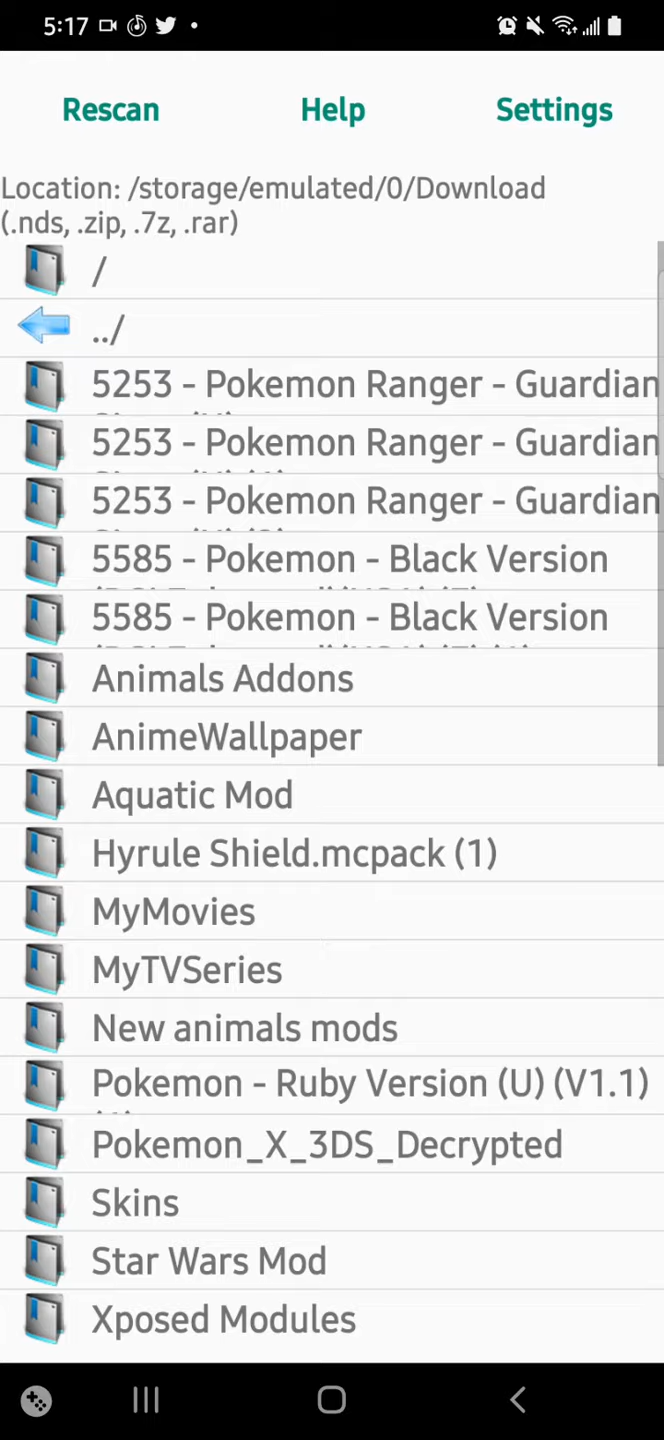 5:17
Rescan Help Settings
Location: /storage/emulated/0/Download
(.nds, .zip, .7z, .rar)
/
../
5253 - Pokemon Ranger - Guardian
5253 - Pokemon Ranger - Guardian
5253 - Pokemon Ranger - Guardian
5585 - Pokemon - Black Version
5585 - Pokemon - Black Version
Animals Addons
AnimeWallpaper
Aquatic Mod
Hyrule Shield.mcpack (1)
MyMovies
MyTVSeries
New animals mods
Pokemon - Ruby Version (U) (V1.1)
Pokemon_X_3DS_Decrypted
Skins
Star Wars Mod
Xposed Modules